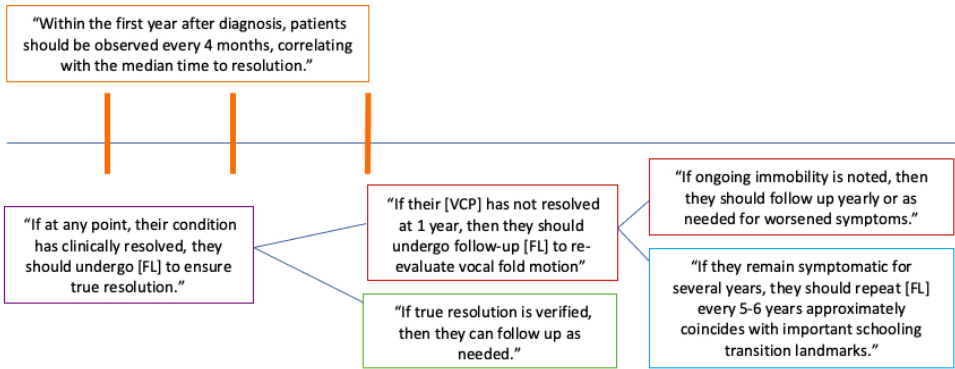 “Within the first year after diagnosis, patients
should be observed every 4 months, correlating
with the median time to resolution.”
“If at any point, their condition
has clinically resolved, they
should undergo [FL] to ensure
true resolution.”
“If their [VCP] has not resolved
at 1 year, then they should
undergo follow-up [FL] to re-
evaluate vocal fold motion”
“If true resolution is verified,
then they can follow up as
needed.”
“If ongoing immobility is noted, then
they should follow up yearly or as
needed for worsened symptoms.”
“If they remain symptomatic for
several years, they should repeat [FL]
every 5-6 years approximately
coincides with important schooling
transition landmarks.”